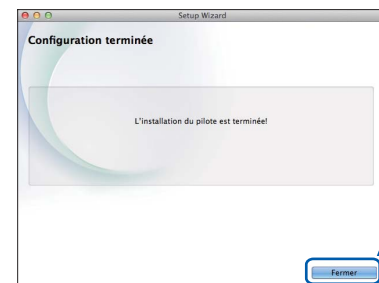 Setup Wizard
Configuration terminée
L'installation du pilote est terminée!
Fermer